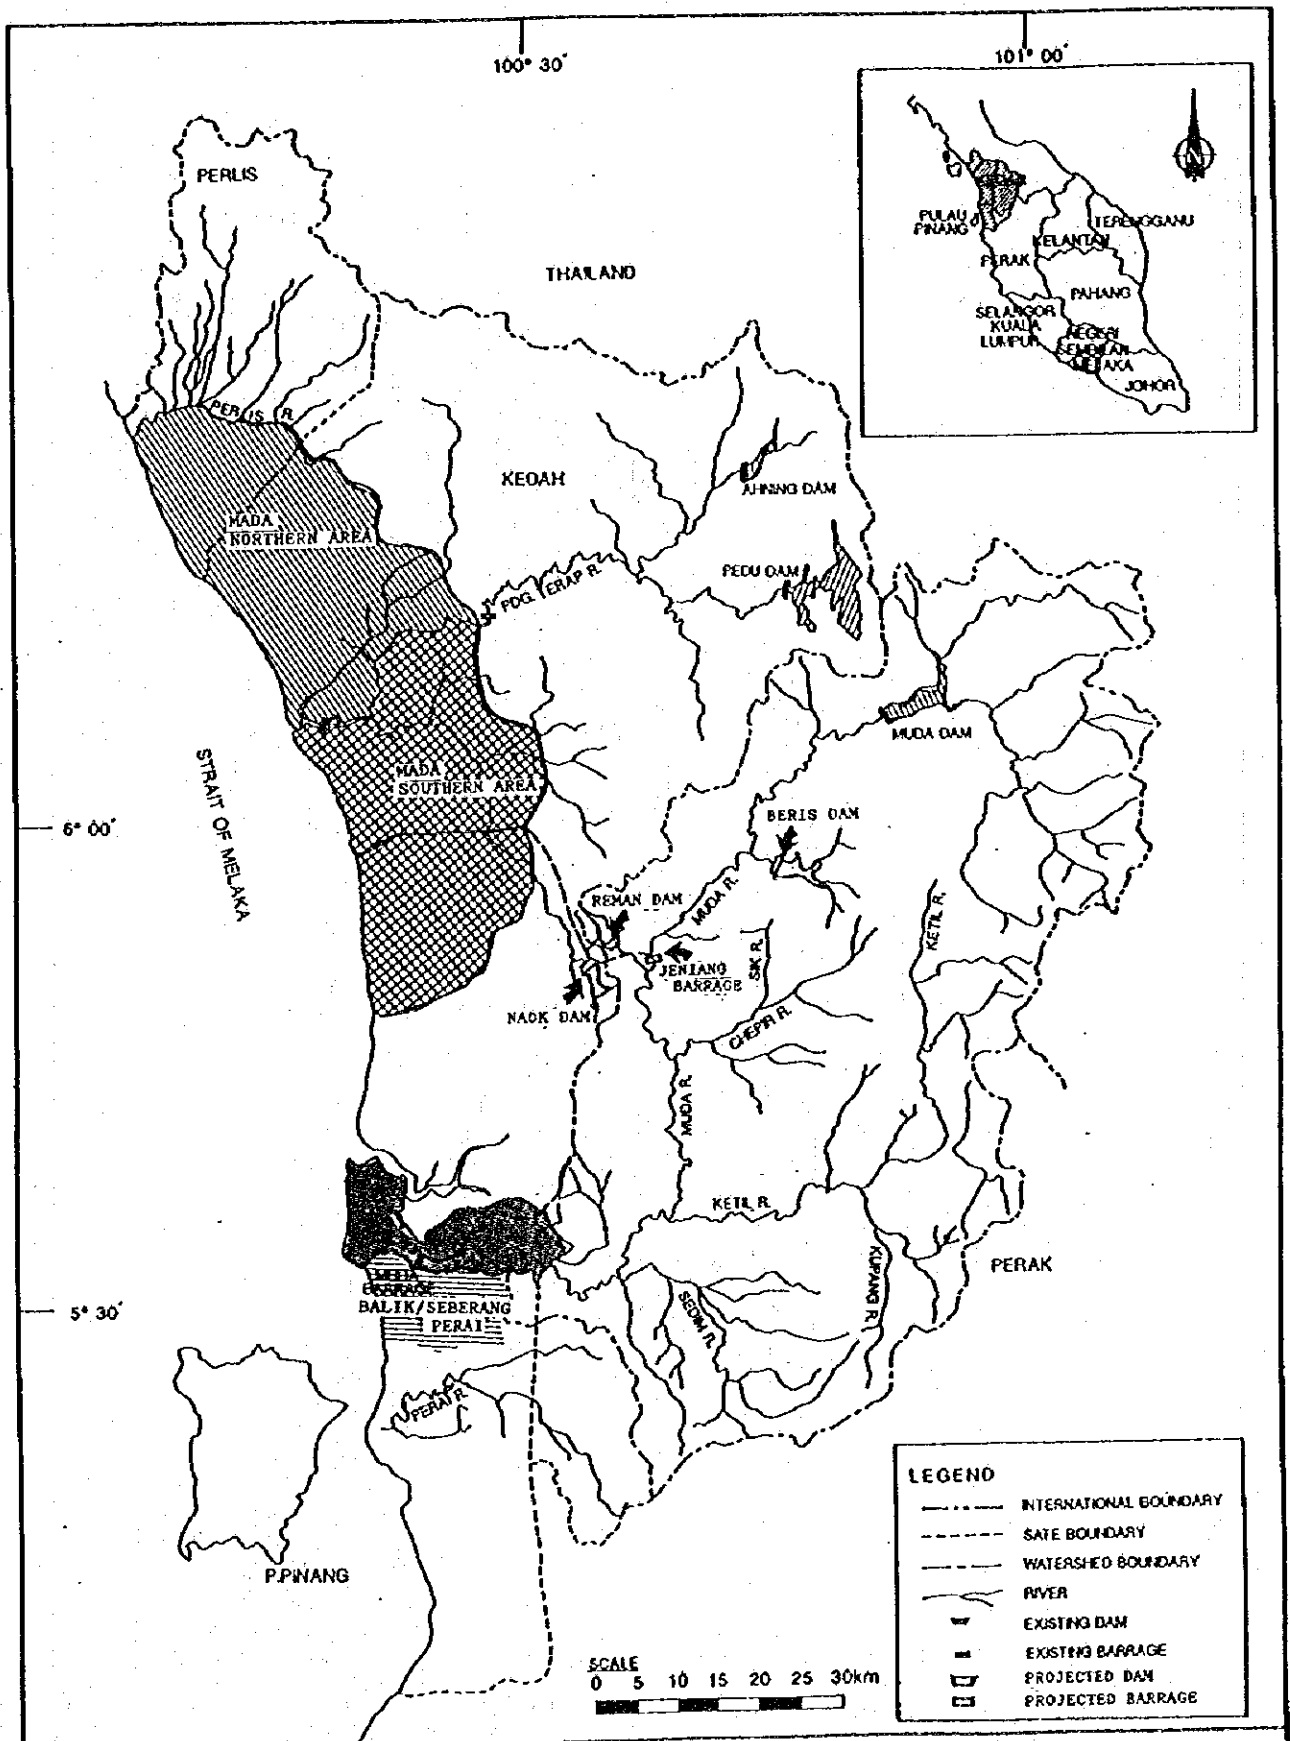 100° 30'
101° 00'
PERLIS
THAILAND
PULAU
PINANG
TERENGGANU
KELANTAN
PERAK
PAHANG
SELANGOR
KUALA
LUMPUR
NEGERI
SEMBILAN
MELAKA
JOHOR
N
PERLIS R.
KEDAH
AHNING DAM
MADA
NORTHERN AREA
PEDU DAM
PDG. TERAP R.
MUDA DAM
STRAIT OF MELAKA
MADA
SOUTHERN AREA
6° 00'
BERIS DAM
REMAN DAM
MUDA R.
KETIL R.
SIK R.
JENIANG
BARRAGE
NAOK DAM
CHEPIR R.
MUDA R.
KETIL R.
KUPANG R.
PERAK
MUDA
BARRAGE
BALIK/SEBERANG
PERAI
5° 30'
SEDIM R.
PERAI R.
P.PINANG
LEGEND
INTERNATIONAL BOUNDARY
SATE BOUNDARY
WATERSHED BOUNDARY
RIVER
EXISTING DAM
EXISTING BARRAGE
PROJECTED DAM
PROJECTED BARRAGE
SCALE
0 5 10 15 20 25 30km